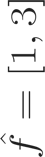 f̂ = [1, 3]